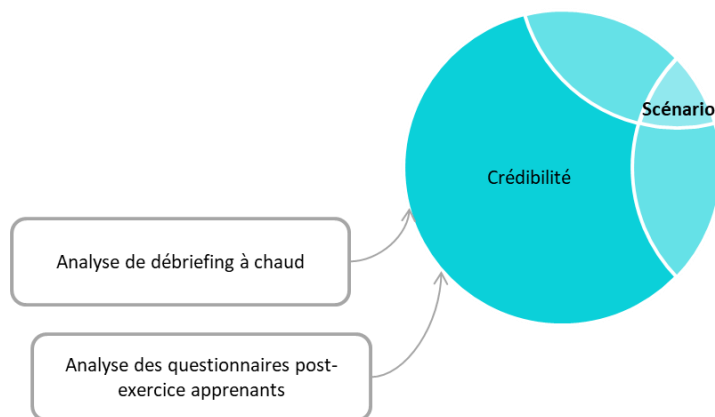 Scénario
Crédibilité
Analyse de débriefing à chaud
Analyse des questionnaires post-
exercice apprenants